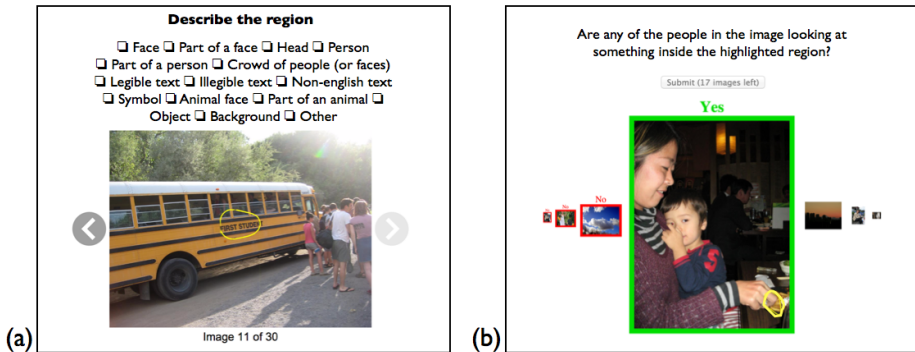 Describe the region
❏ Face ❏ Part of a face ❏ Head ❏ Person
❏ Part of a person ❏ Crowd of people (or faces)
❏ Legible text ❏ Illegible text ❏ Non-english text
❏ Symbol ❏ Animal face ❏ Part of an animal ❏
Object ❏ Background ❏ Other
FIRST STUDENT
Image 11 of 30
(a)
Are any of the people in the image looking at
something inside the highlighted region?
Submit (17 images left)
Yes
No
No
(b)